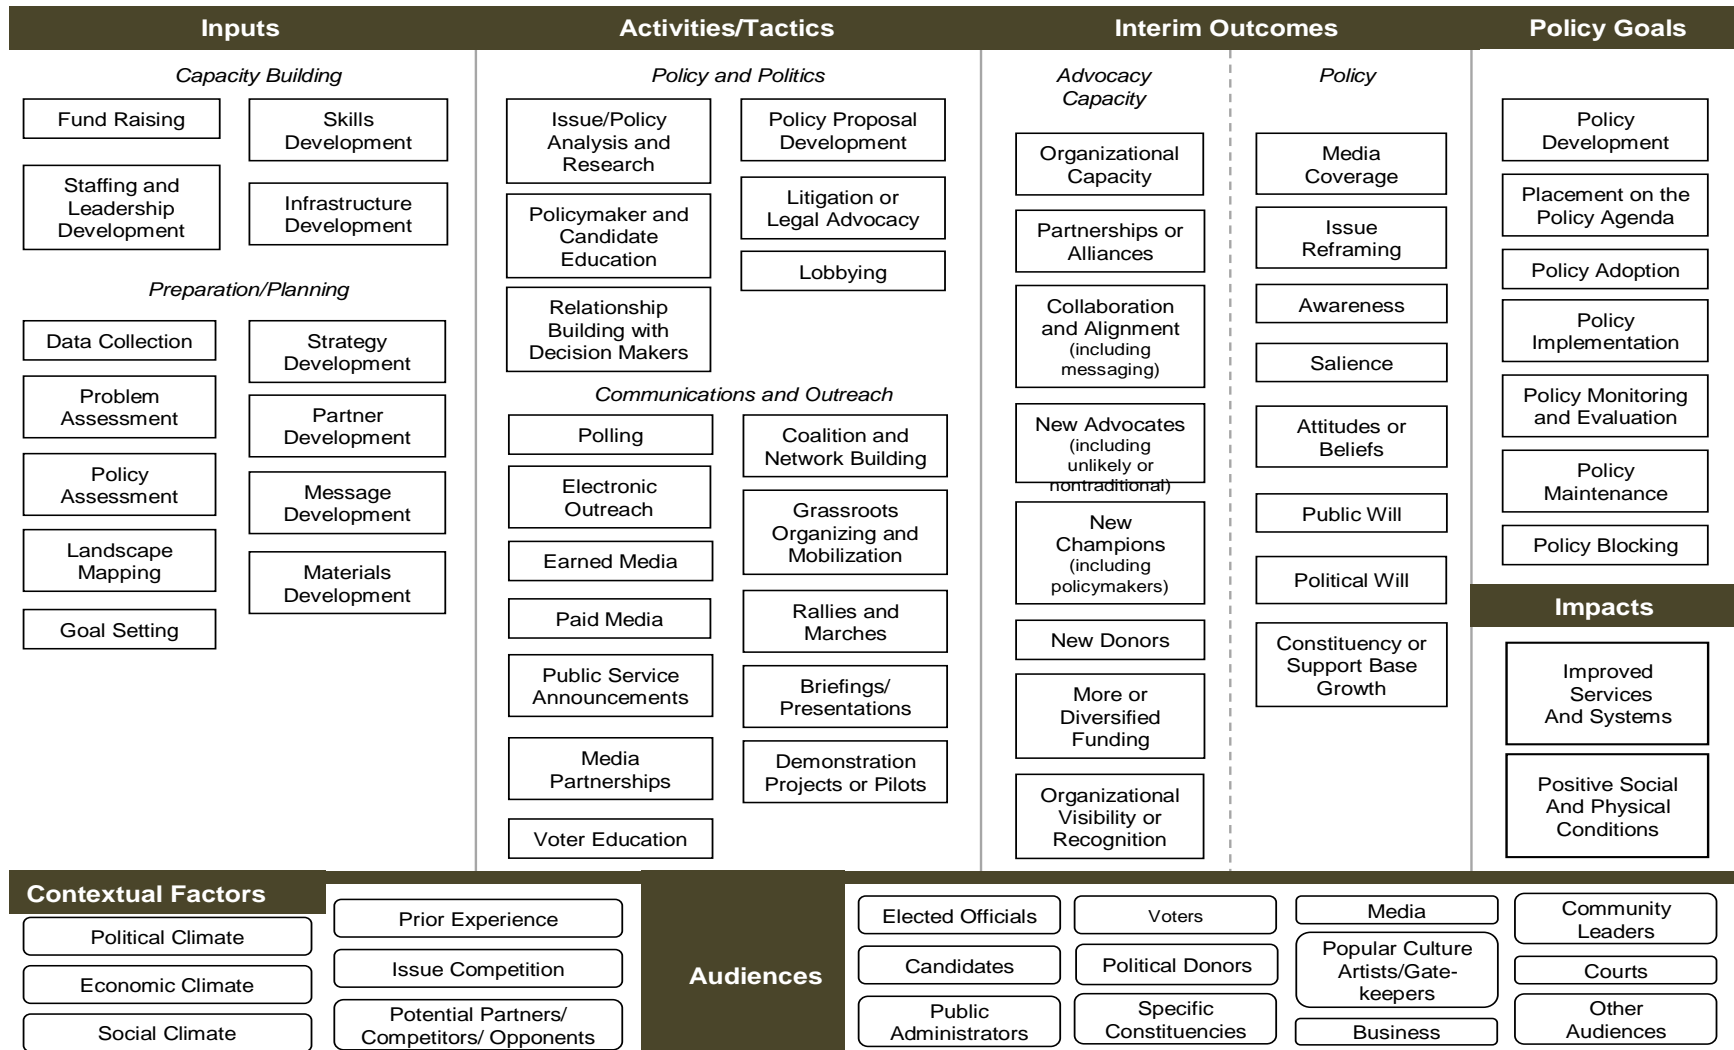 Inputs
Activities/Tactics
Interim Outcomes
Policy Goals
Capacity Building
Fund Raising
Skills
Development
Staffing and
Leadership
Development
Infrastructure
Development
Preparation/Planning
Data Collection
Strategy
Development
Problem
Assessment
Partner
Development
Policy
Assessment
Message
Development
Landscape
Mapping
Materials
Development
Goal Setting
Policy and Politics
Issue/Policy
Analysis and
Research
Policy Proposal
Development
Policymaker and
Candidate
Education
Litigation or
Legal Advocacy
Lobbying
Relationship
Building with
Decision Makers
Communications and Outreach
Polling
Coalition and
Network Building
Electronic
Outreach
Grassroots
Organizing and
Mobilization
Earned Media
Paid Media
Rallies and
Marches
Public Service
Announcements
Briefings/
Presentations
Media
Partnerships
Demonstration
Projects or Pilots
Voter Education
Advocacy
Capacity
Organizational
Capacity
Partnerships or
Alliances
Collaboration
and Alignment
(including
messaging)
New Advocates
(including
unlikely or
nontraditional)
New
Champions
(including
policymakers)
New Donors
More or
Diversified
Funding
Organizational
Visibility or
Recognition
Policy
Media
Coverage
Issue
Reframing
Awareness
Salience
Attitudes or
Beliefs
Public Will
Political Will
Constituency or
Support Base
Growth
Policy
Development
Placement on the
Policy Agenda
Policy Adoption
Policy
Implementation
Policy Monitoring
and Evaluation
Policy
Maintenance
Policy Blocking
Impacts
Improved
Services
And Systems
Positive Social
And Physical
Conditions
Contextual Factors
Political Climate
Economic Climate
Social Climate
Prior Experience
Issue Competition
Potential Partners/
Competitors/ Opponents
Audiences
Elected Officials
Candidates
Public
Administrators
Voters
Political Donors
Specific
Constituencies
Media
Popular Culture
Artists/Gate-
keepers
Business
Community
Leaders
Courts
Other
Audiences